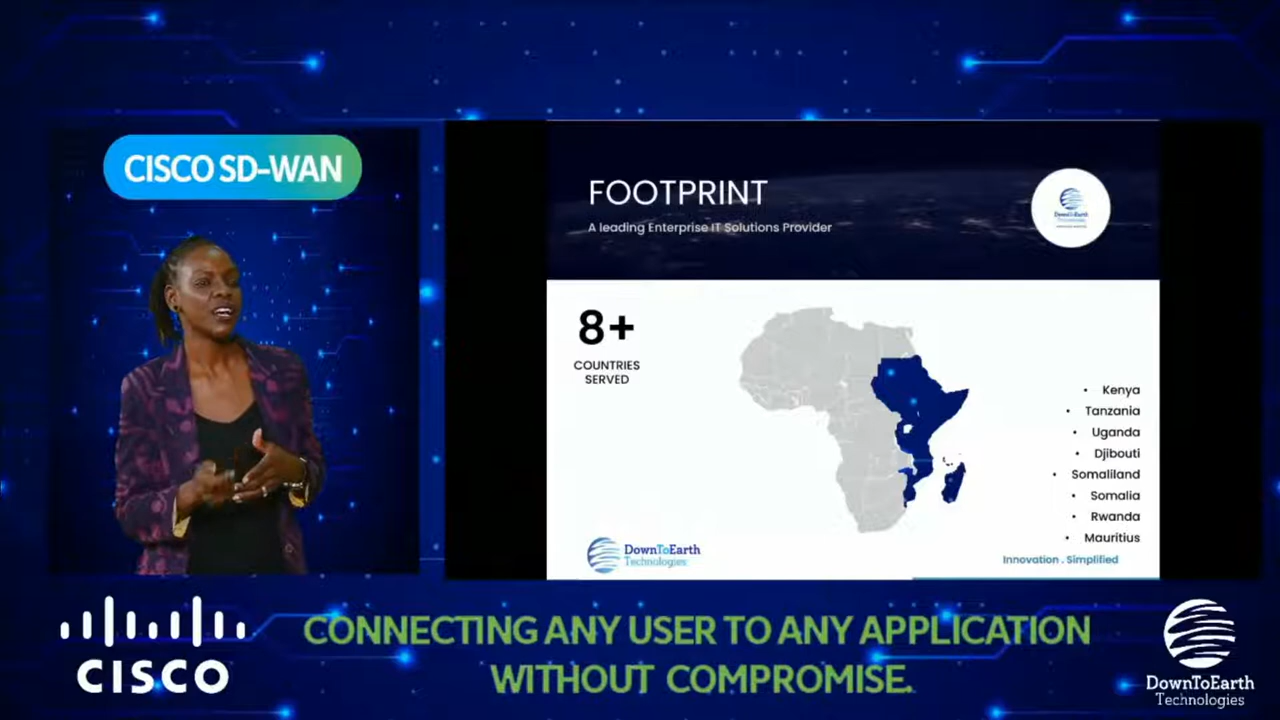 CISCO SD-WAN
FOOTPRINT
A leading Enterprise IT Solutions Provider
DownToEarth
Technologies
8+
COUNTRIES
SERVED
• Kenya
• Tanzania
• Uganda
• Djibouti
• Somaliland
• Somalia
• Rwanda
• Mauritius
DownToEarth
Technologies
Innovation . Simplified
CISCO
CONNECTING ANY USER TO ANY APPLICATION
WITHOUT COMPROMISE.
DownToEarth
Technologies